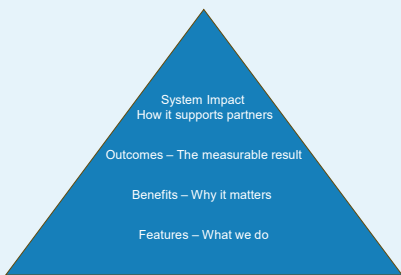 System Impact
How it supports partners
Outcomes – The measurable result
Benefits – Why it matters
Features – What we do